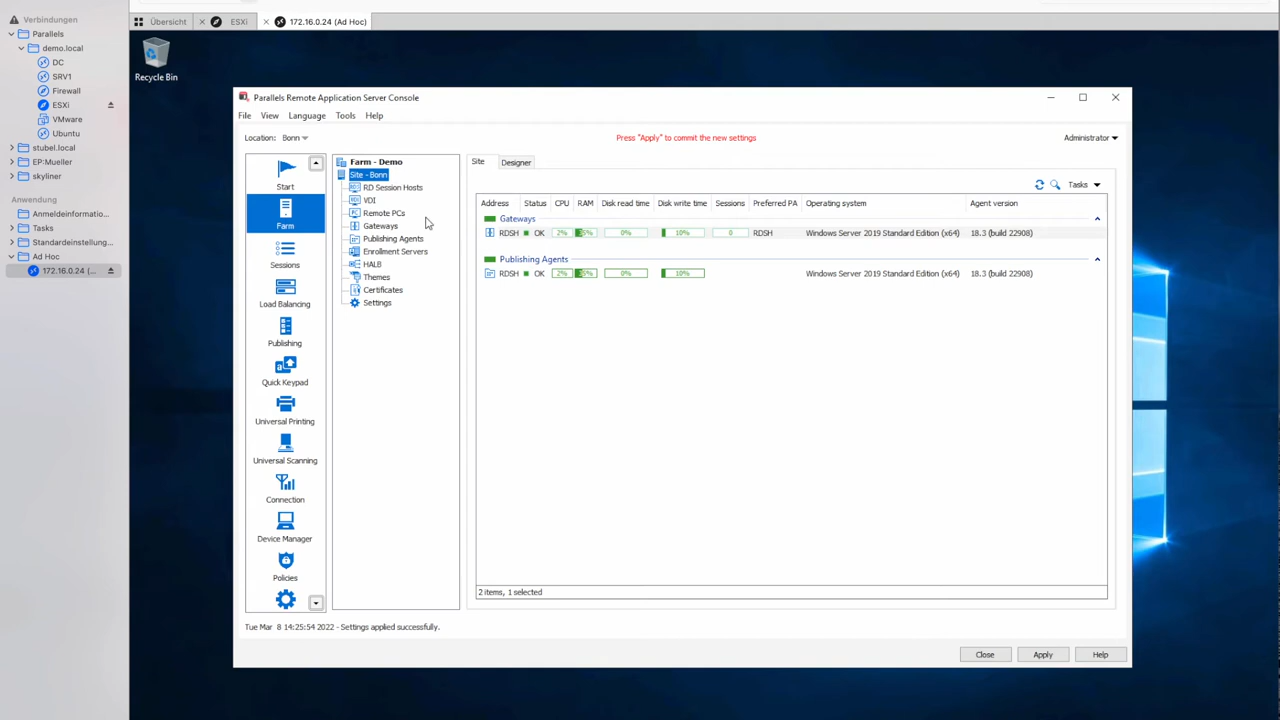 Verbindungen
Parallels
demo.local
DC
SRV1
Firewall
ESXi
VMware
Ubuntu
stubel.local
EP:Mueller
skyliner
Anwendung
Anmeldeinformatio...
Tasks
Standardeinstellung...
Ad Hoc
172.16.0.24 (...
Übersicht
ESXi
172.16.0.24 (Ad Hoc)
Recycle Bin
Parallels Remote Application Server Console
File View Language Tools Help
Location: Bonn
Press "Apply" to commit the new settings
Administrator
Start
Farm
Sessions
Load Balancing
Publishing
Quick Keypad
Universal Printing
Universal Scanning
Connection
Device Manager
Policies
Farm - Demo
Site - Bonn
RD Session Hosts
VDI
Remote PCs
Gateways
Publishing Agents
Enrollment Servers
HALB
Themes
Certificates
Settings
Site Designer
Tasks
Address Status CPU RAM Disk read time Disk write time Sessions Preferred PA Operating system Agent version
Gateways
RDSH OK 2% 25% 0% 10% 0 RDSH Windows Server 2019 Standard Edition (x64) 18.3 (build 22908)
Publishing Agents
RDSH OK 2% 25% 0% 10% Windows Server 2019 Standard Edition (x64) 18.3 (build 22908)
2 items, 1 selected
Tue Mar 8 14:25:54 2022 - Settings applied successfully.
Close Apply Help